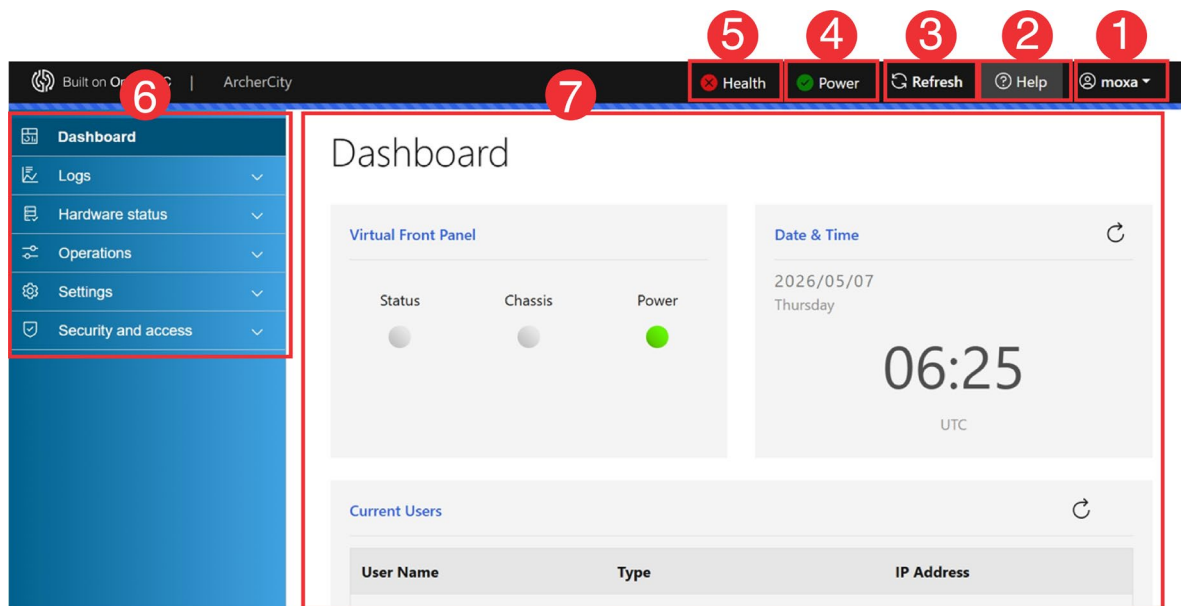 5 4 3 2 1
Built on | ArcherCity Health Power Refresh Help moxa
6 7
Dashboard
Logs
Hardware status
Operations
Settings
Security and access
Dashboard
Virtual Front Panel
Status Chassis Power
Date & Time
2026/05/07
Thursday
06:25
UTC
Current Users
User Name Type IP Address